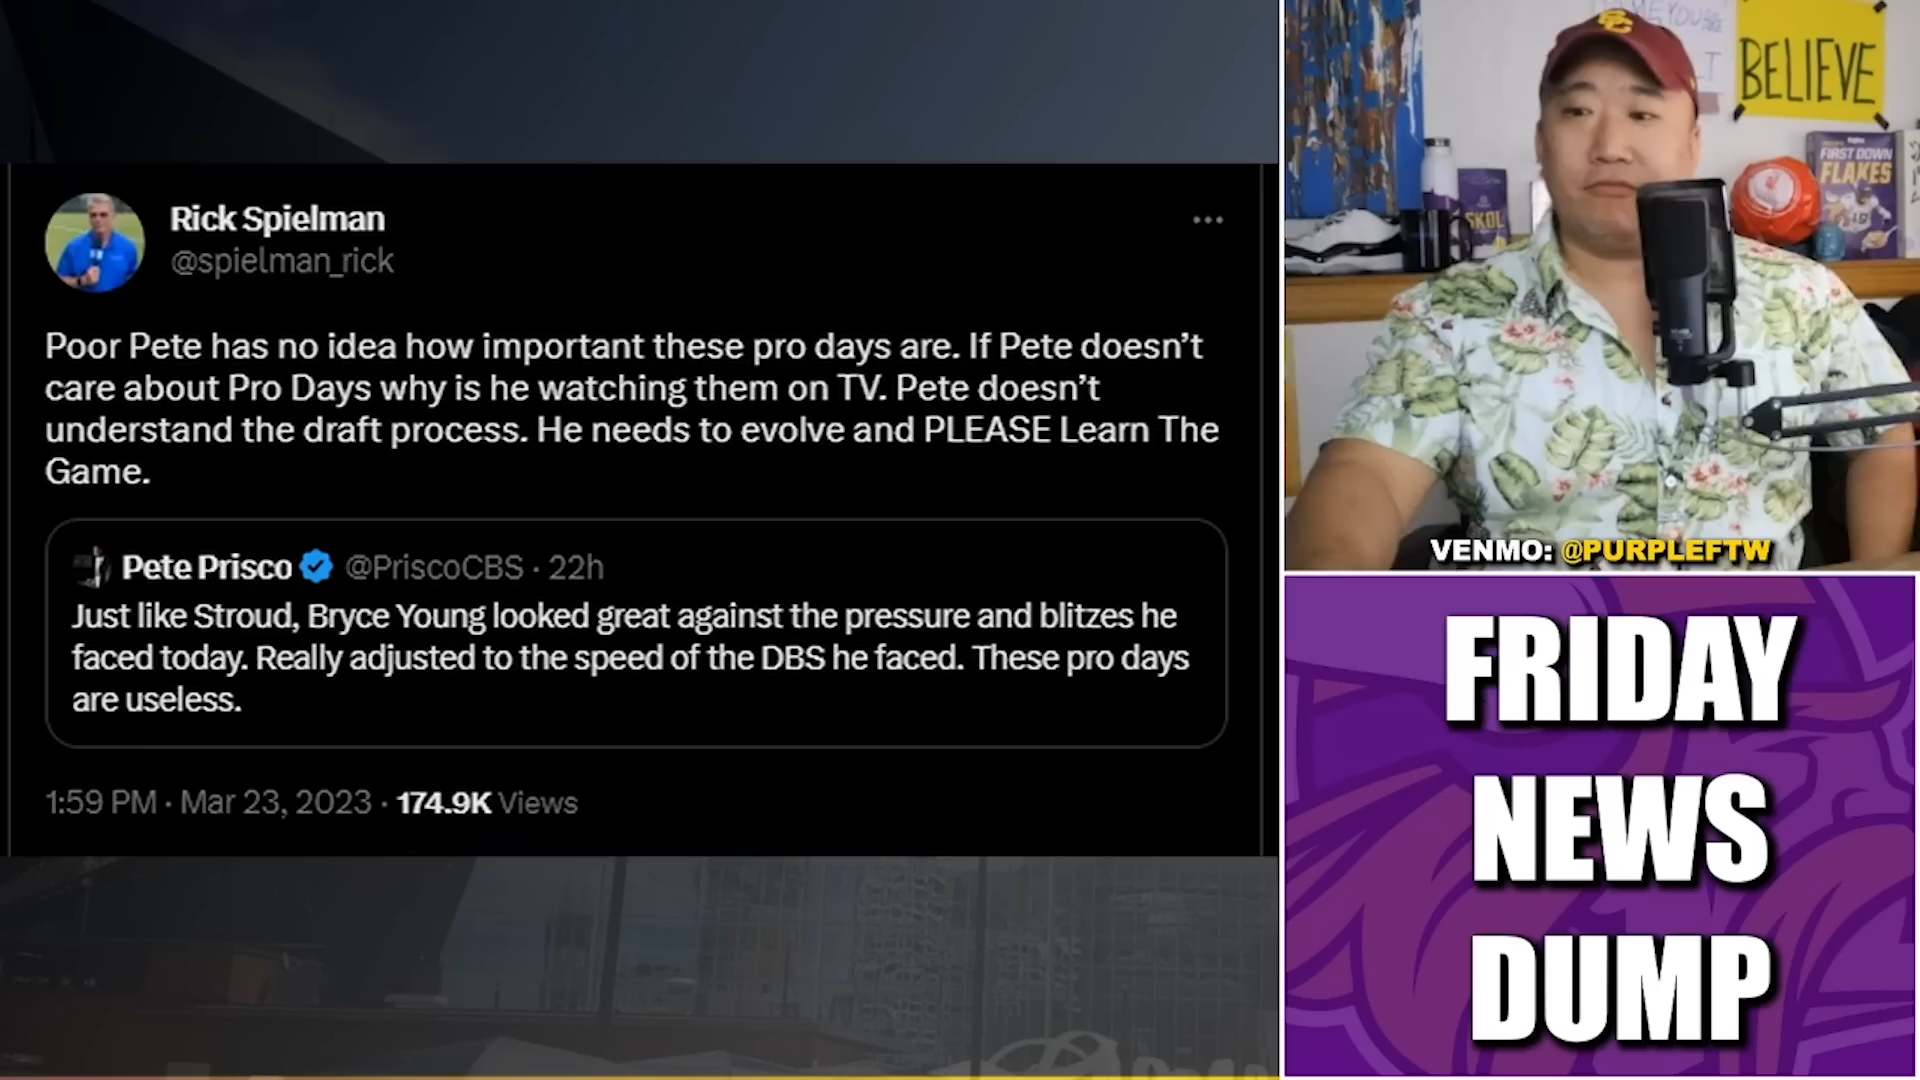 Rick Spielman
@spielman_rick
Poor Pete has no idea how important these pro days are. If Pete doesn't
care about Pro Days why is he watching them on TV. Pete doesn't
understand the draft process. He needs to evolve and PLEASE Learn The
Game.
Pete Prisco @PriscoCBS · 22h
Just like Stroud, Bryce Young looked great against the pressure and blitzes he
faced today. Really adjusted to the speed of the DBS he faced. These pro days
are useless.
1:59 PM · Mar 23, 2023 · 174.9K Views
SC
BELIEVE
FIRST DOWN
FLAKES
SKOL
VENMO: @PURPLEFTW
FRIDAY
NEWS
DUMP